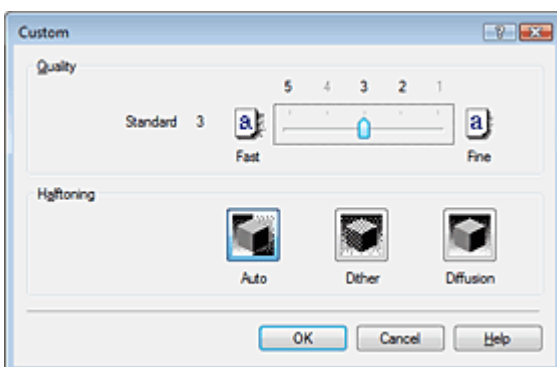 Custom
Quality
5 4 3 2 1
Standard 3
a a
Fast Fine
Halftoning
Auto Dither Diffusion
OK Cancel Help